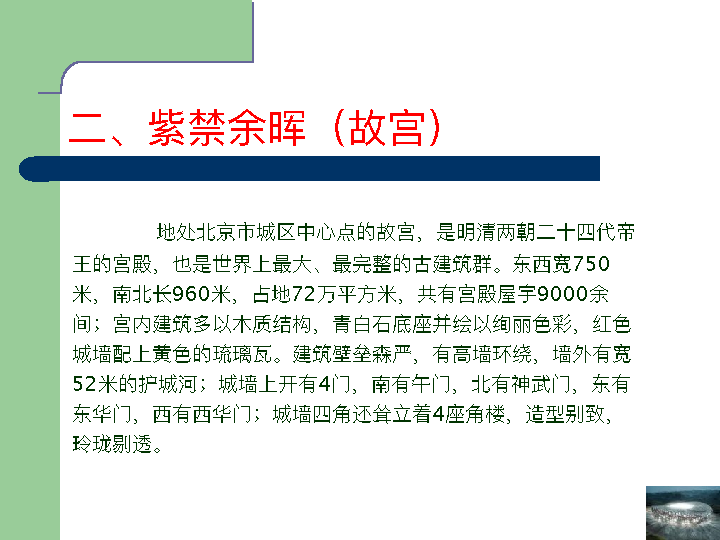 二、紫禁余晖（故宫）
地处北京市城区中心点的故宫，是明清两朝二十四代帝
王的宫殿，也是世界上最大、最完整的古建筑群。东西宽750
米，南北长960米，占地72万平方米，共有宫殿屋宇9000余
间；宫内建筑多以木质结构，青白石底座并绘以绚丽色彩，红色
城墙配上黄色的琉璃瓦。建筑壁垒森严，有高墙环绕，墙外有宽
52米的护城河；城墙上开有4门，南有午门，北有神武门，东有
东华门，西有西华门；城墙四角还耸立着4座角楼，造型别致，
玲珑剔透。